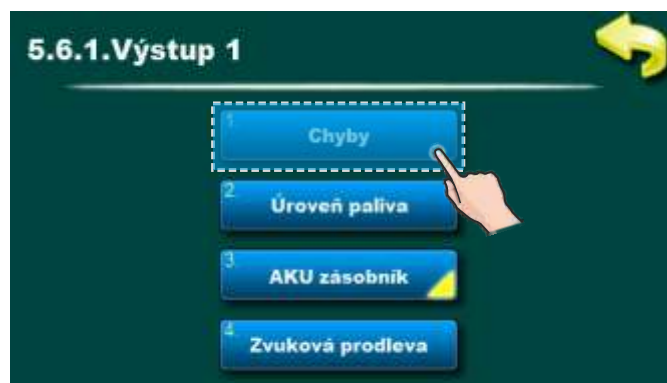 5.6.1.Výstup 1
1
Chyby
2
Úroveň paliva
3
AKU zásobník
4
Zvuková prodleva